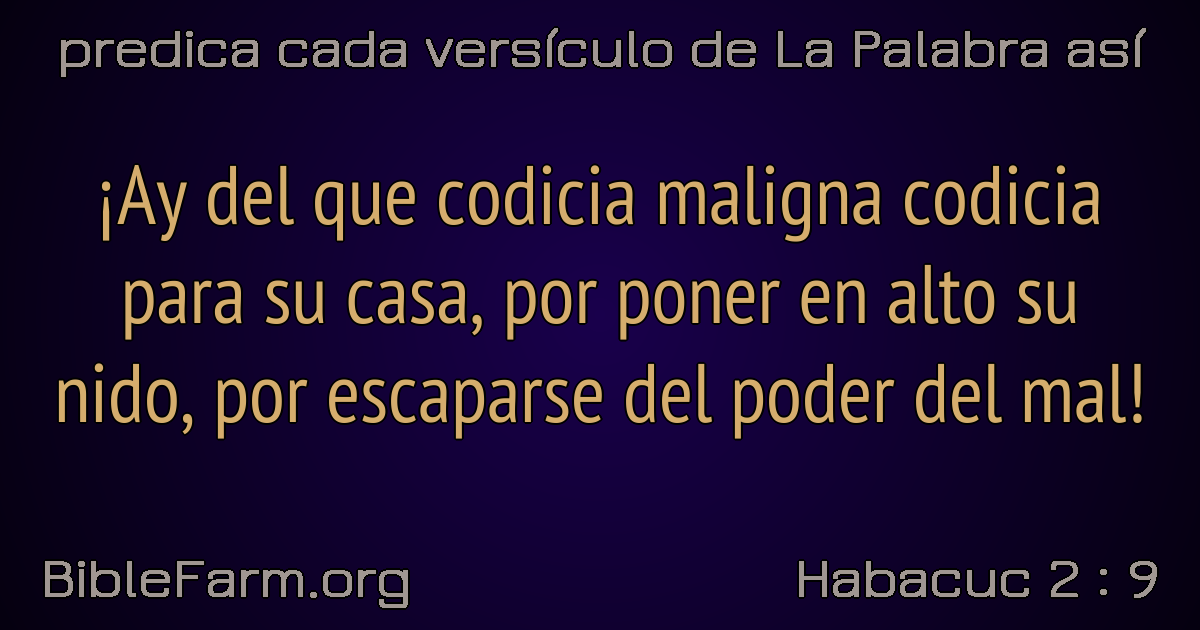 predica cada versículo de La Palabra así
¡Ay del que codicia maligna codicia
para su casa, por poner en alto su
nido, por escaparse del poder del mal!
BibleFarm.org
Habacuc 2 : 9